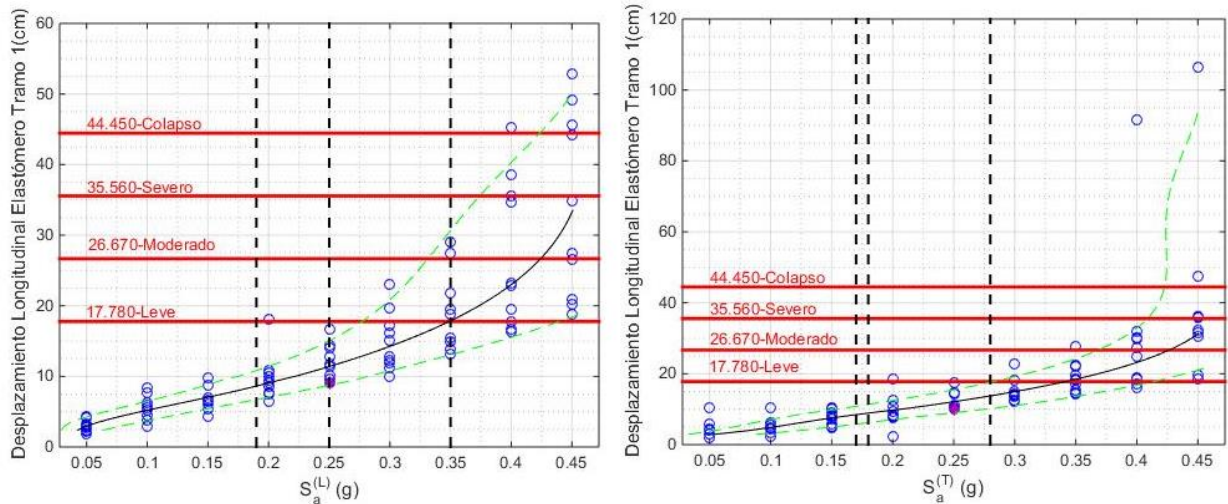 Desplazamiento Longitudinal Elastómero Tramo 1(cm)
60
50
40
30
20
10
0
44.450-Colapso
35.560-Severo
26.670-Moderado
17.780-Leve
0.05 0.1 0.15 0.2 0.25 0.3 0.35 0.4 0.45
S_a^(L) (g)
Desplazamiento Longitudinal Elastómero Tramo 1(cm)
120
100
80
60
40
20
0
44.450-Colapso
35.560-Severo
26.670-Moderado
17.780-Leve
0.05 0.1 0.15 0.2 0.25 0.3 0.35 0.4 0.45
S_a^(T) (g)